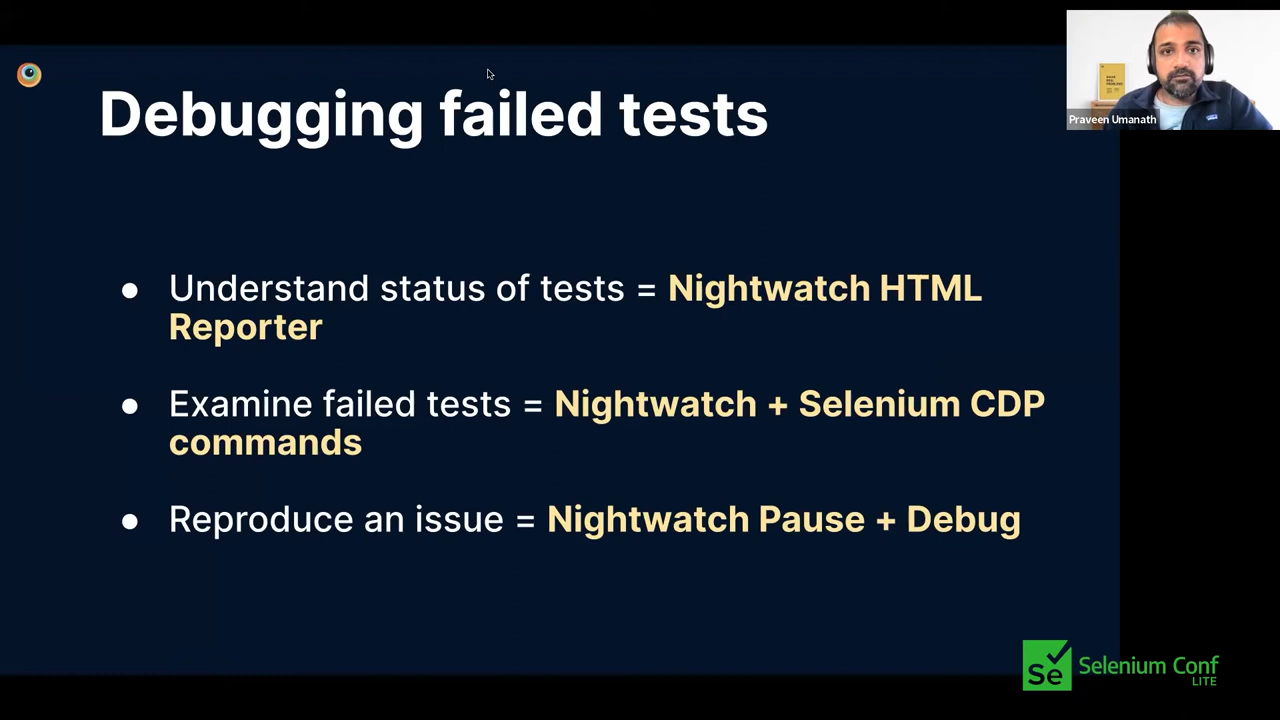 Debugging failed tests
Praveen Umanath
● Understand status of tests = Nightwatch HTML
Reporter
● Examine failed tests = Nightwatch + Selenium CDP
commands
● Reproduce an issue = Nightwatch Pause + Debug
Se
Selenium Conf
LITE